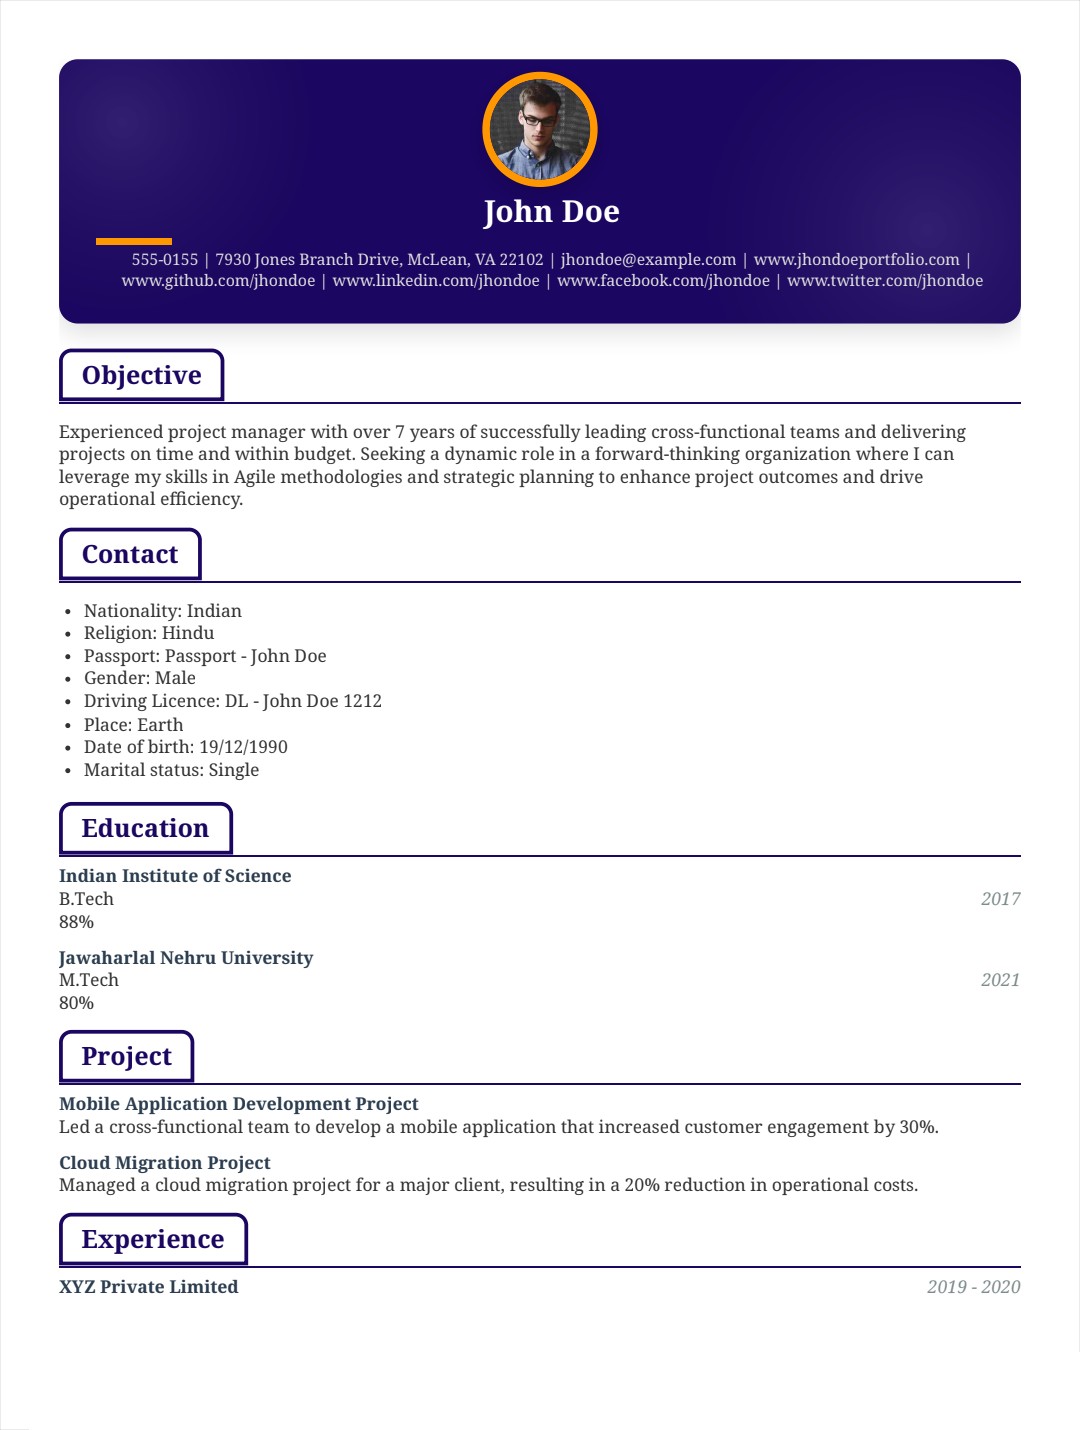 John Doe
555-0155 | 7930 Jones Branch Drive, McLean, VA 22102 | jhondoe@example.com | www.jhondoeportfolio.com |
www.github.com/jhondoe | www.linkedin.com/jhondoe | www.facebook.com/jhondoe | www.twitter.com/jhondoe
Objective
Experienced project manager with over 7 years of successfully leading cross-functional teams and delivering
projects on time and within budget. Seeking a dynamic role in a forward-thinking organization where I can
leverage my skills in Agile methodologies and strategic planning to enhance project outcomes and drive
operational efficiency.
Contact
• Nationality: Indian
• Religion: Hindu
• Passport: Passport - John Doe
• Gender: Male
• Driving Licence: DL - John Doe 1212
• Place: Earth
• Date of birth: 19/12/1990
• Marital status: Single
Education
Indian Institute of Science
B.Tech 2017
88%
Jawaharlal Nehru University
M.Tech 2021
80%
Project
Mobile Application Development Project
Led a cross-functional team to develop a mobile application that increased customer engagement by 30%.
Cloud Migration Project
Managed a cloud migration project for a major client, resulting in a 20% reduction in operational costs.
Experience
XYZ Private Limited 2019 - 2020